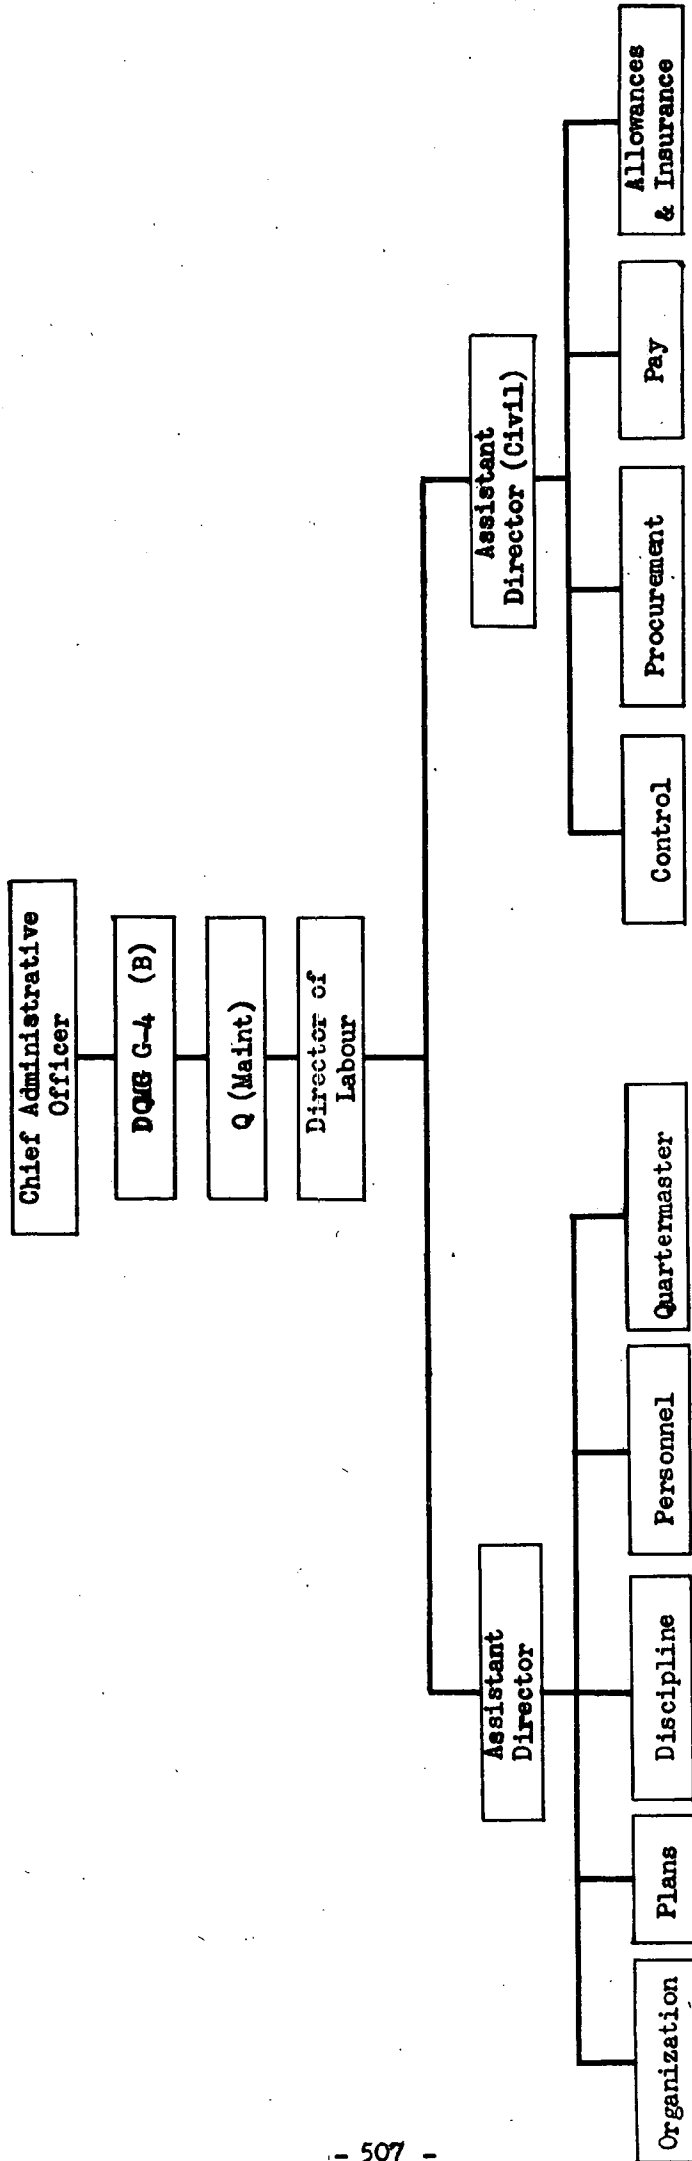 Chief Administrative
Officer
DQMG G-4 (B)
Q (Maint)
Director of
Labour
Assistant
Director
Assistant
Director (Civil)
Organization
Plans
Discipline
Personnel
Quartermaster
Control
Procurement
Pay
Allowances
& Insurance
- 507 -